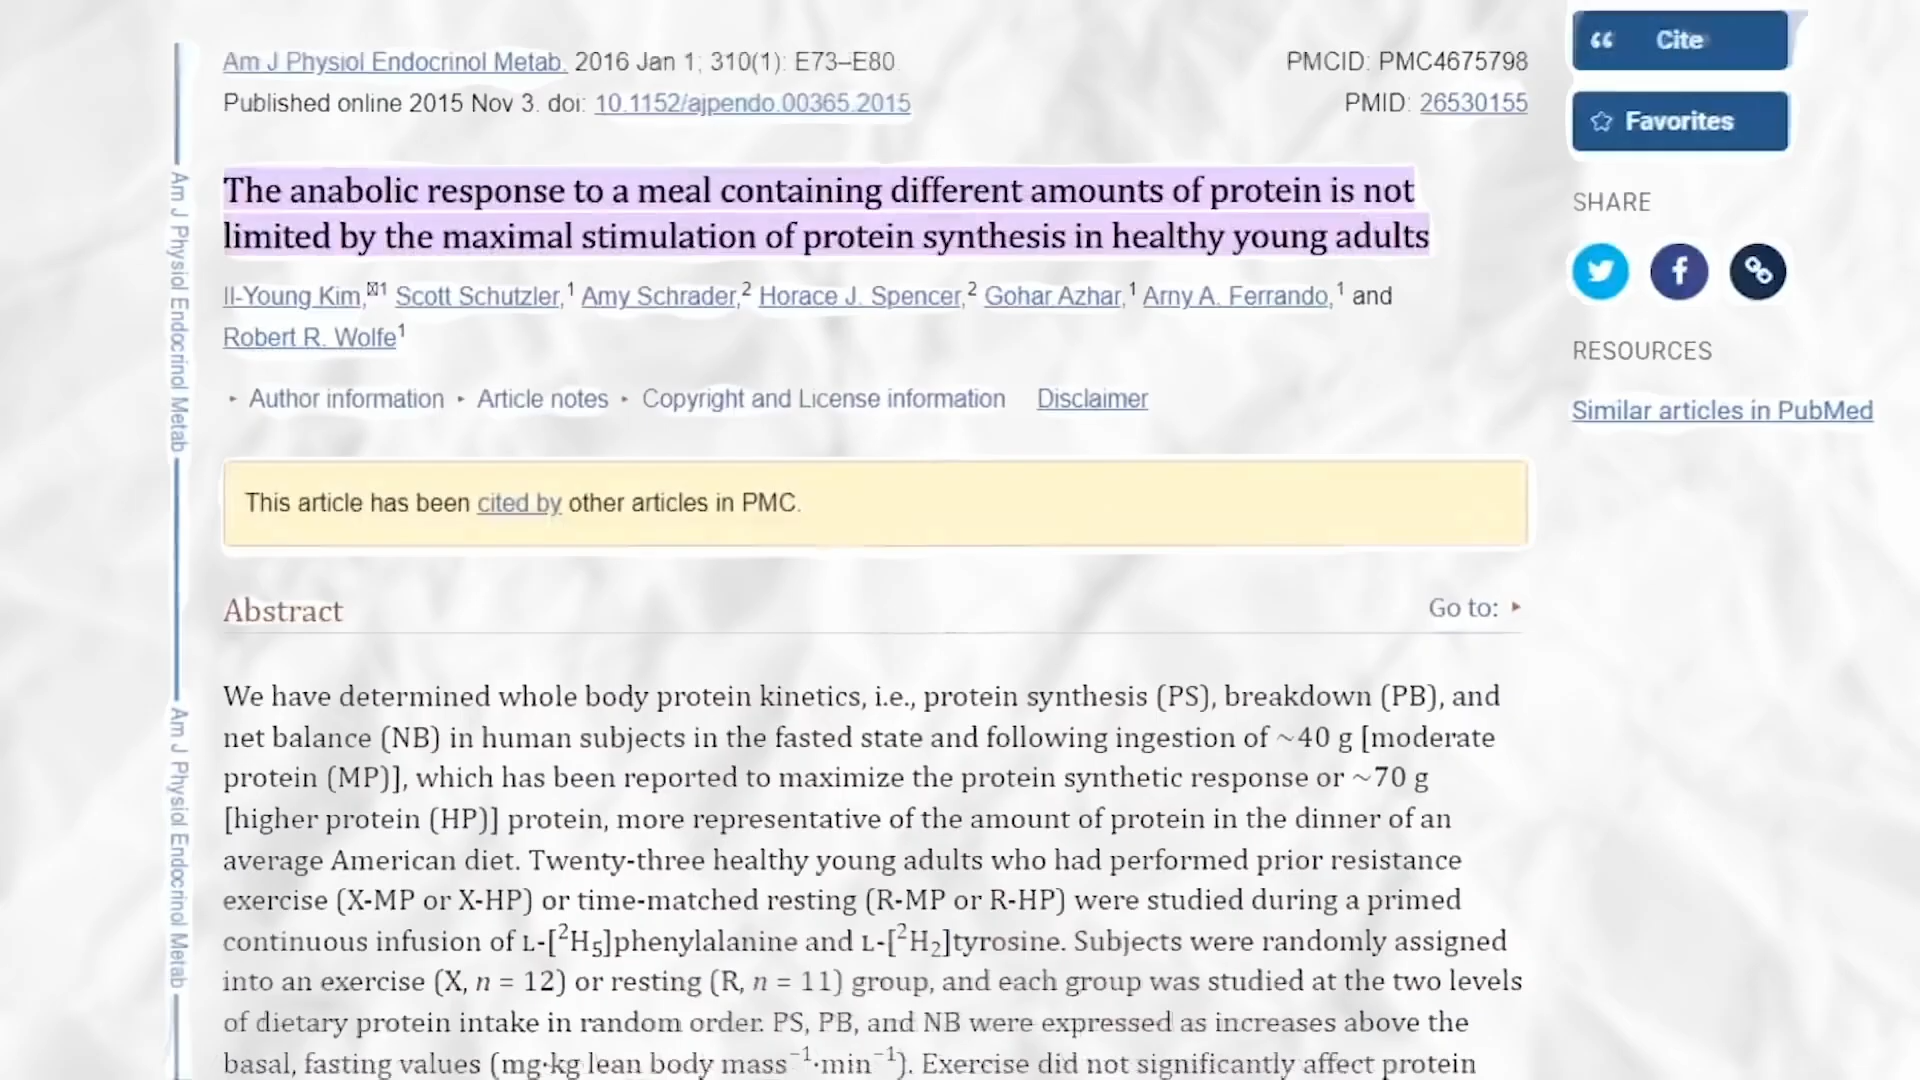 Am J Physiol Endocrinol Metab. 2016 Jan 1; 310(1): E73–E80.
Published online 2015 Nov 3. doi: 10.1152/ajpendo.00365.2015
PMCID: PMC4675798
PMID: 26530155
The anabolic response to a meal containing different amounts of protein is not
limited by the maximal stimulation of protein synthesis in healthy young adults
Il-Young Kim,1 Scott Schutzler,1 Amy Schrader,2 Horace J. Spencer,2 Gohar Azhar,1 Arny A. Ferrando,1 and
Robert R. Wolfe1
Author information Article notes Copyright and License information Disclaimer
This article has been cited by other articles in PMC.
Abstract
Go to:
We have determined whole body protein kinetics, i.e., protein synthesis (PS), breakdown (PB), and
net balance (NB) in human subjects in the fasted state and following ingestion of ~40 g [moderate
protein (MP)], which has been reported to maximize the protein synthetic response or ~70 g
[higher protein (HP)] protein, more representative of the amount of protein in the dinner of an
average American diet. Twenty-three healthy young adults who had performed prior resistance
exercise (X-MP or X-HP) or time-matched resting (R-MP or R-HP) were studied during a primed
continuous infusion of L-[²H₅]phenylalanine and L-[²H₂]tyrosine. Subjects were randomly assigned
into an exercise (X, n = 12) or resting (R, n = 11) group, and each group was studied at the two levels
of dietary protein intake in random order. PS, PB, and NB were expressed as increases above the
basal, fasting values (mg·kg lean body mass⁻¹·min⁻¹). Exercise did not significantly affect protein
Cite
Favorites
SHARE
RESOURCES
Similar articles in PubMed
Am J Physiol Endocrinol Metab
Am J Physiol Endocrinol Metab